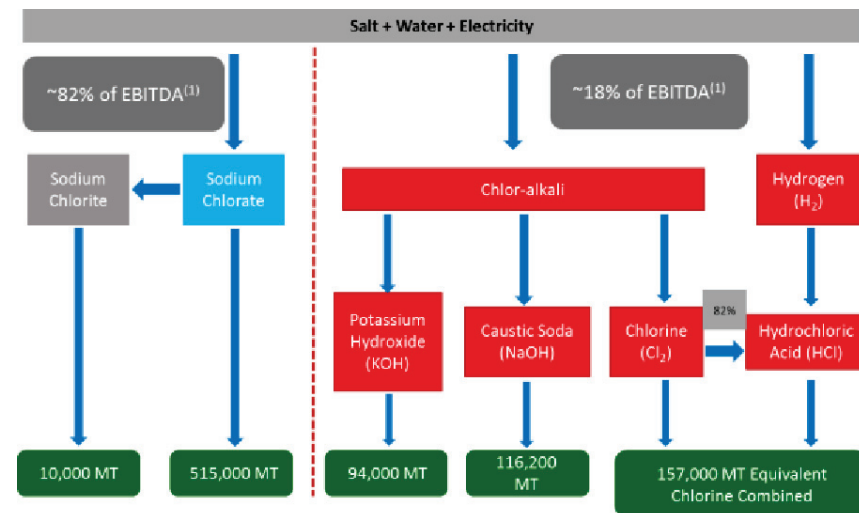 Salt + Water + Electricity
~82% of EBITDA(1)
~18% of EBITDA(1)
Sodium
Chlorite
Sodium
Chlorate
Chlor-alkali
Hydrogen
(H₂)
Potassium
Hydroxide
(KOH)
Caustic Soda
(NaOH)
Chlorine
(Cl₂)
82%
Hydrochloric
Acid (HCl)
10,000 MT
515,000 MT
94,000 MT
116,200
MT
157,000 MT Equivalent
Chlorine Combined